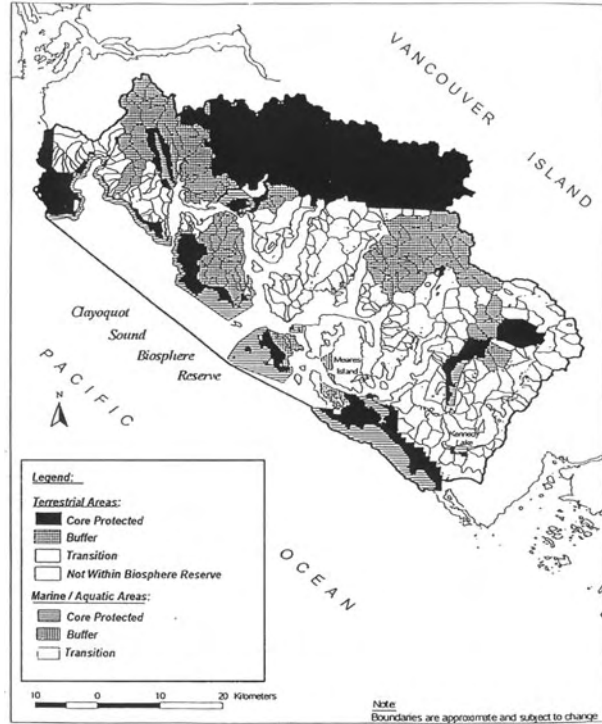 VANCOUVER
ISLAND
Clayoquot
Sound
Biosphere
Reserve
Meares
Island
PACIFIC
N
Kennedy
Lake
Legend:
Terrestrial Areas:
Core Protected
Buffer
Transition
Not Within Biosphere Reserve
Marine / Aquatic Areas:
Core Protected
Buffer
Transition
OCEAN
10 0 10 20 Kilometers
Note:
Boundaries are approximate and subject to change